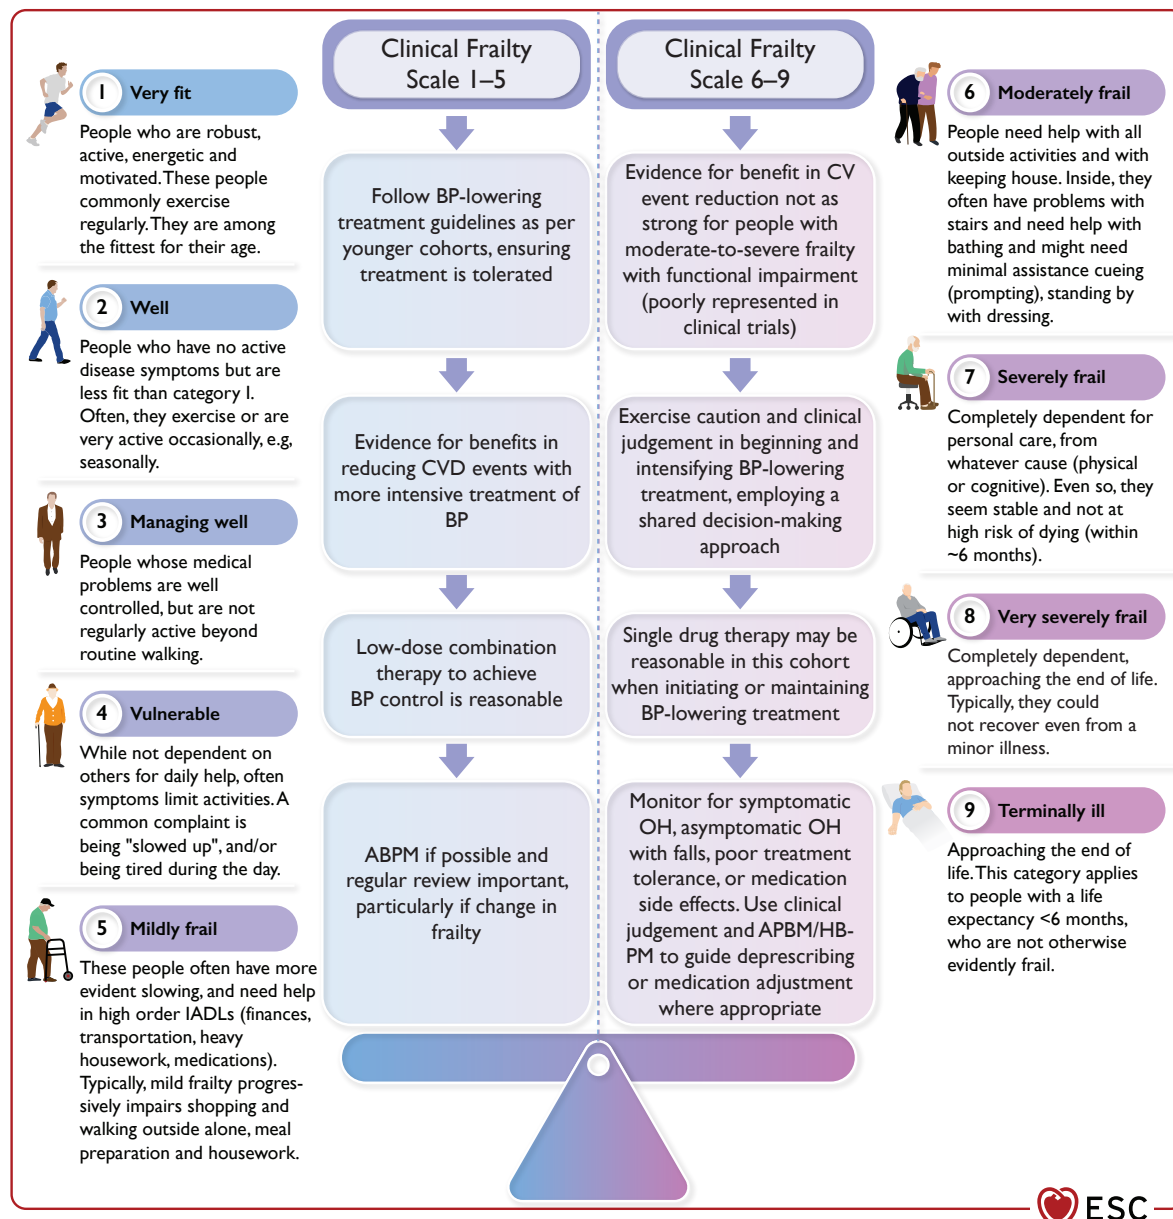 Clinical Frailty
Scale 1–5
Clinical Frailty
Scale 6–9
1 Very fit
People who are robust,
active, energetic and
motivated. These people
commonly exercise
regularly. They are among
the fittest for their age.
2 Well
People who have no active
disease symptoms but are
less fit than category 1.
Often, they exercise or are
very active occasionally, e.g,
seasonally.
3 Managing well
People whose medical
problems are well
controlled, but are not
regularly active beyond
routine walking.
4 Vulnerable
While not dependent on
others for daily help, often
symptoms limit activities. A
common complaint is
being "slowed up", and/or
being tired during the day.
5 Mildly frail
These people often have more
evident slowing, and need help
in high order IADLs (finances,
transportation, heavy
housework, medications).
Typically, mild frailty progres-
sively impairs shopping and
walking outside alone, meal
preparation and housework.
Follow BP-lowering
treatment guidelines as per
younger cohorts, ensuring
treatment is tolerated
Evidence for benefits in
reducing CVD events with
more intensive treatment of
BP
Low-dose combination
therapy to achieve
BP control is reasonable
ABPM if possible and
regular review important,
particularly if change in
frailty
Evidence for benefit in CV
event reduction not as
strong for people with
moderate-to-severe frailty
with functional impairment
(poorly represented in
clinical trials)
Exercise caution and clinical
judgement in beginning and
intensifying BP-lowering
treatment, employing a
shared decision-making
approach
Single drug therapy may be
reasonable in this cohort
when initiating or maintaining
BP-lowering treatment
Monitor for symptomatic
OH, asymptomatic OH
with falls, poor treatment
tolerance, or medication
side effects. Use clinical
judgement and APBM/HB-
PM to guide deprescribing
or medication adjustment
where appropriate
6 Moderately frail
People need help with all
outside activities and with
keeping house. Inside, they
often have problems with
stairs and need help with
bathing and might need
minimal assistance cueing
(prompting), standing by
with dressing.
7 Severely frail
Completely dependent for
personal care, from
whatever cause (physical
or cognitive). Even so, they
seem stable and not at
high risk of dying (within
~6 months).
8 Very severely frail
Completely dependent,
approaching the end of life.
Typically, they could
not recover even from a
minor illness.
9 Terminally ill
Approaching the end of
life. This category applies
to people with a life
expectancy <6 months,
who are not otherwise
evidently frail.
ESC